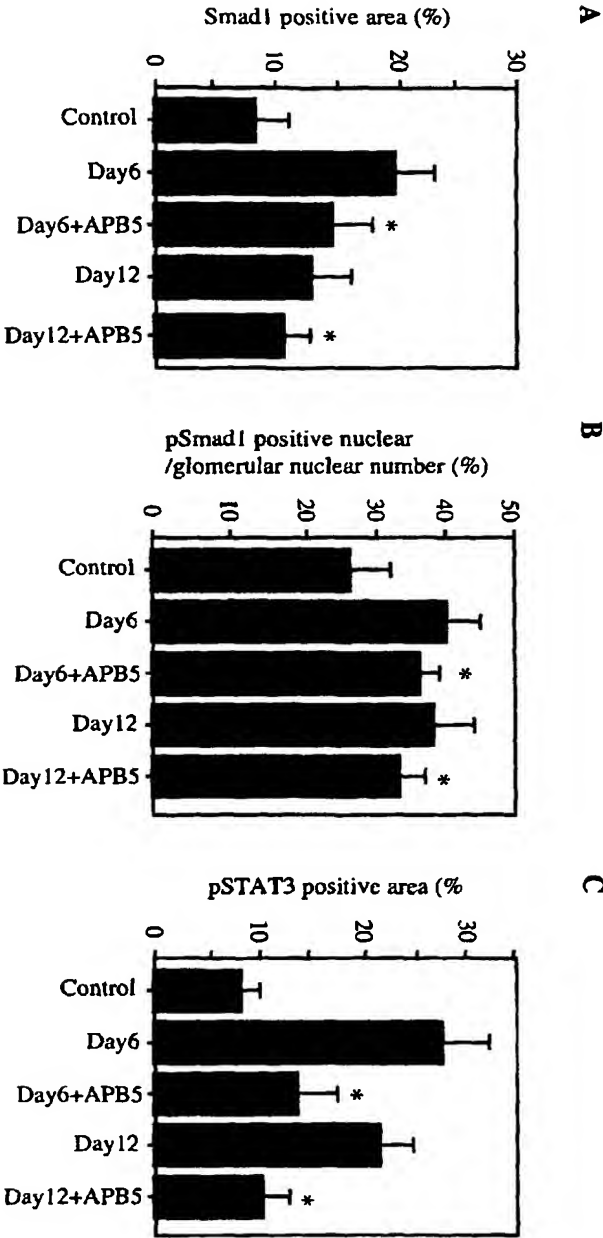 A
Smad1 positive area (%)
0 10 20 30
Control
Day6
Day6+APB5 *
Day12
Day12+APB5 *
B
pSmad1 positive nuclear
/glomerular nuclear number (%)
0 10 20 30 40 50
Control
Day6
Day6+APB5 *
Day12
Day12+APB5 *
C
pSTAT3 positive area (%
0 10 20 30
Control
Day6
Day6+APB5 *
Day12
Day12+APB5 *